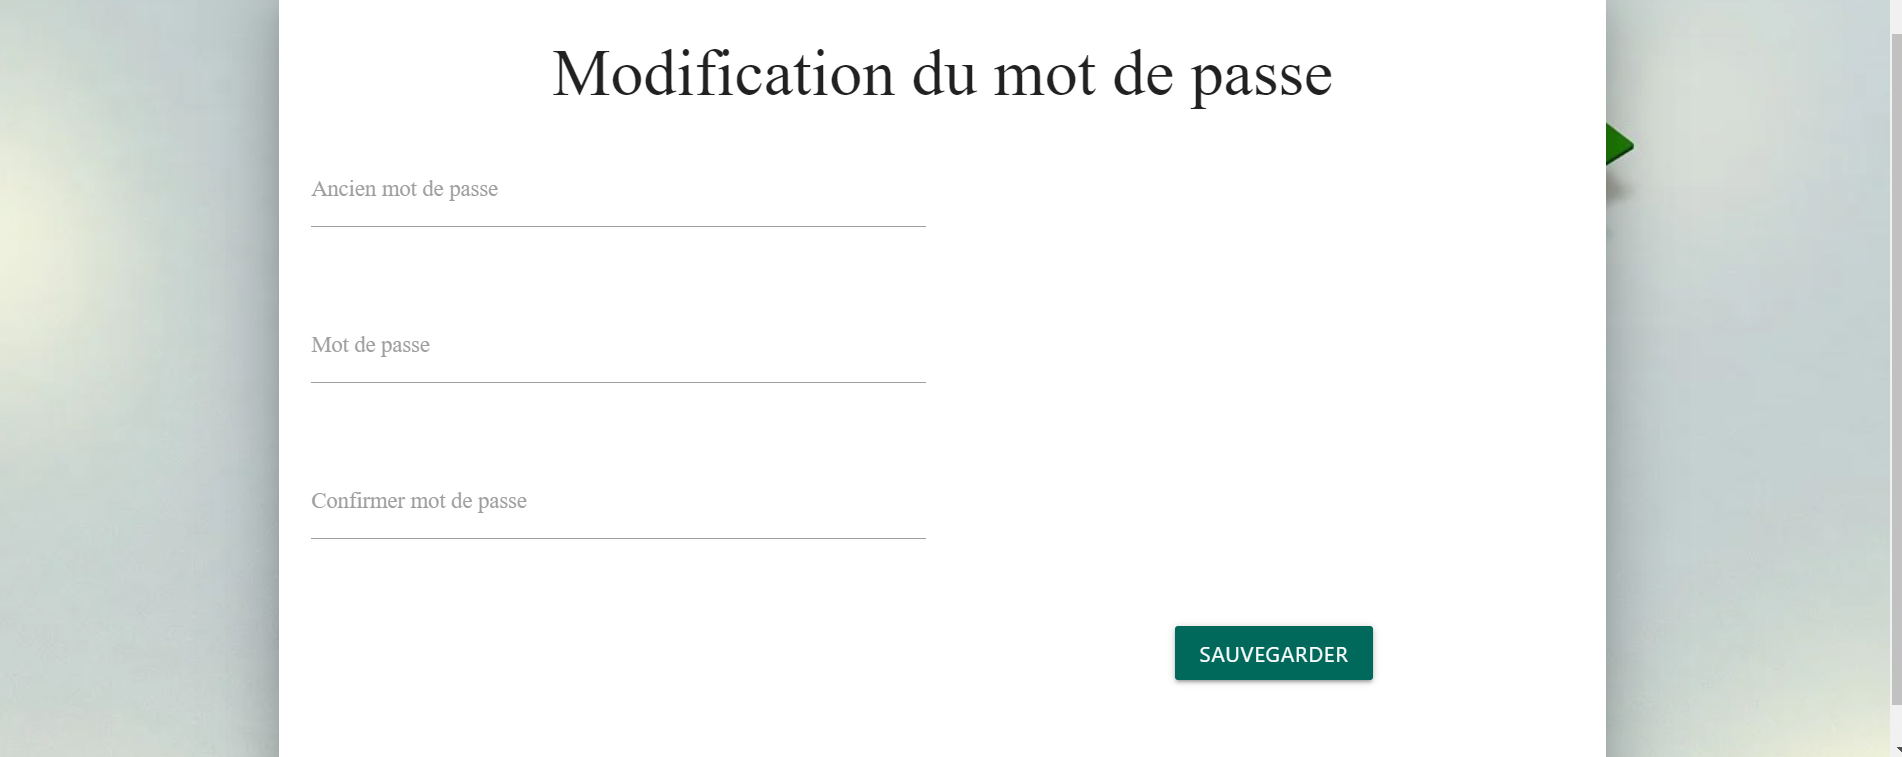 Modification du mot de passe
Ancien mot de passe
Mot de passe
Confirmer mot de passe
SAUVEGARDER